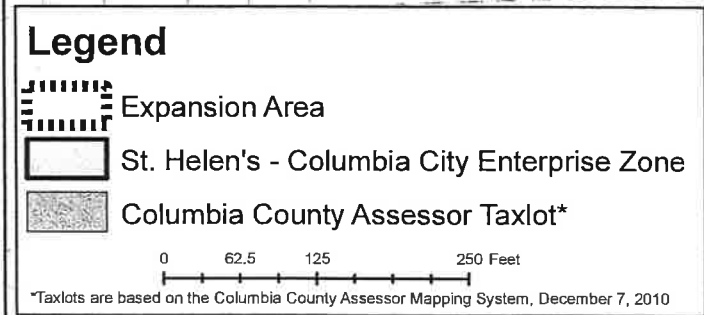 Legend
Expansion Area
St. Helen's - Columbia City Enterprise Zone
Columbia County Assessor Taxlot*
0 62.5 125 250 Feet
*Taxlots are based on the Columbia County Assessor Mapping System, December 7, 2010